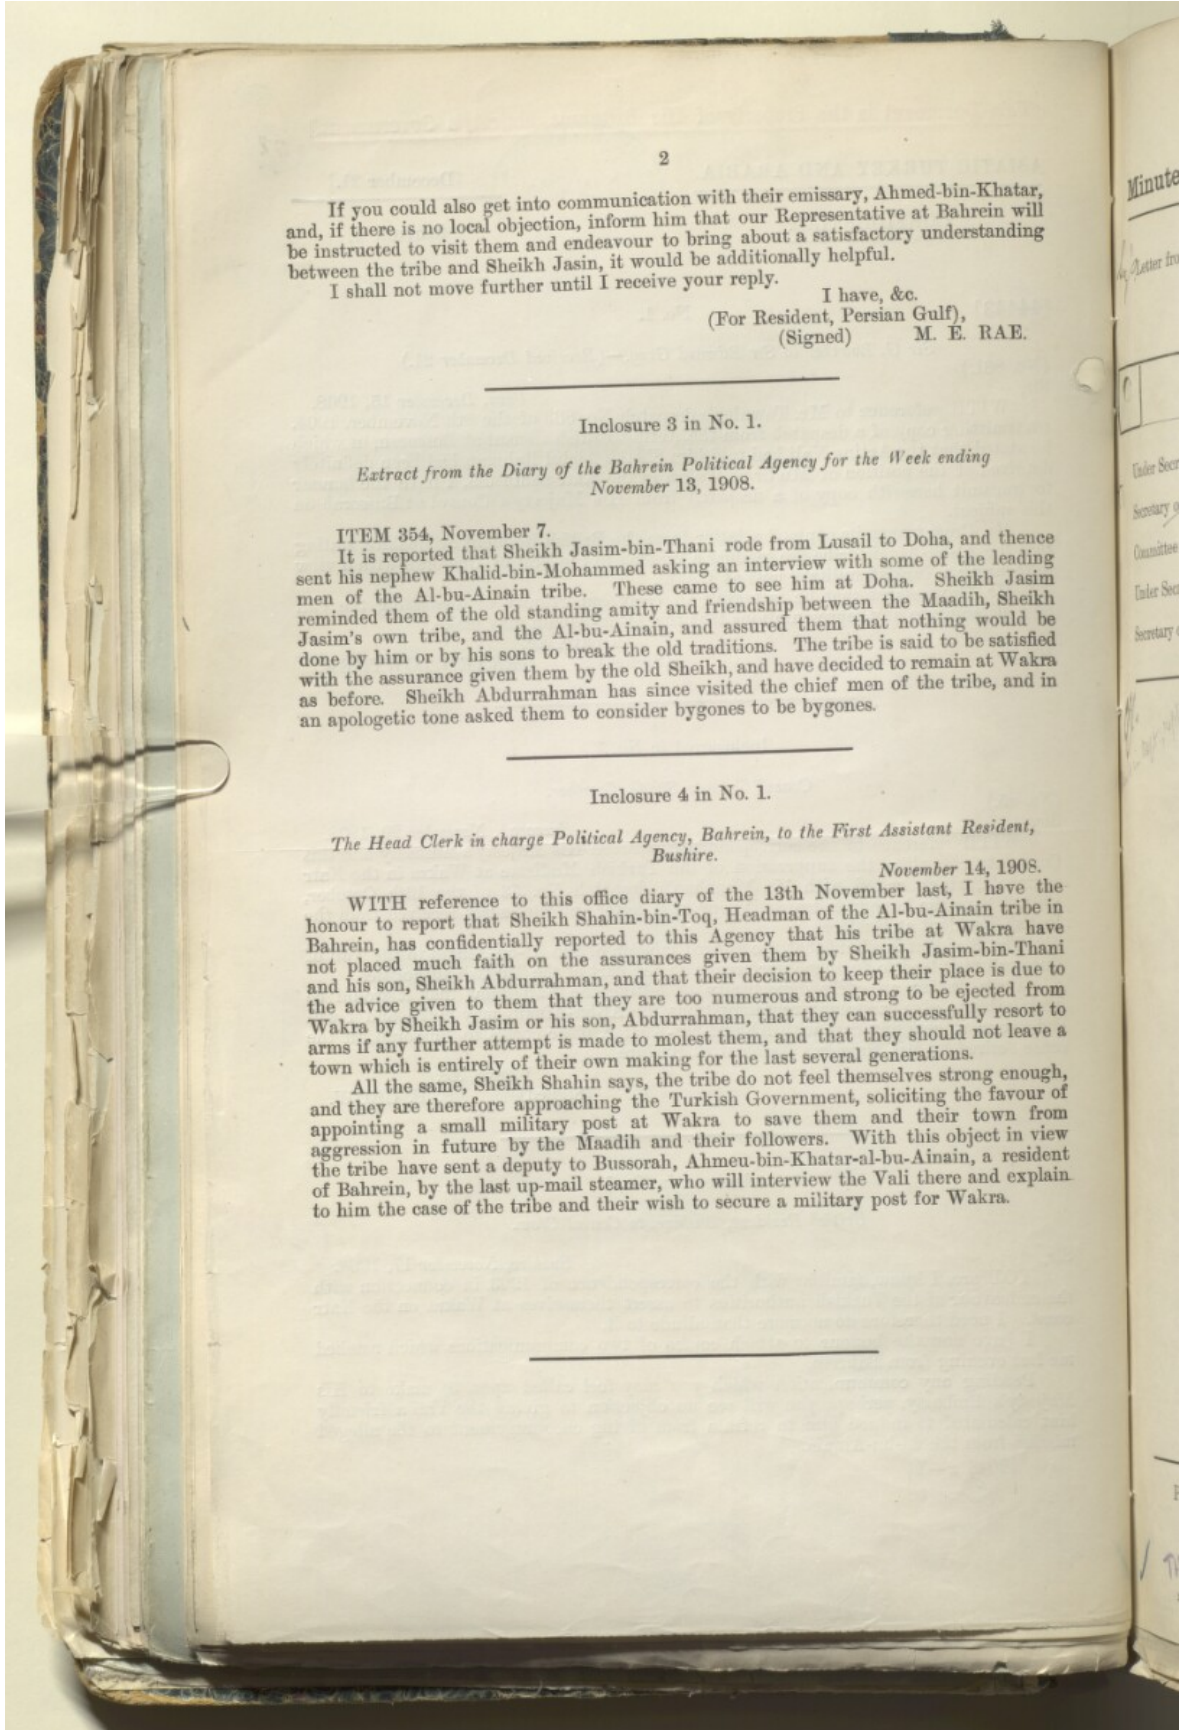 2
If you could also get into communication with their emissary, Ahmed-bin-Khatar,
and, if there is no local objection, inform him that our Representative at Bahrein will
be instructed to visit them and endeavour to bring about a satisfactory understanding
between the tribe and Sheikh Jasin, it would be additionally helpful.
I shall not move further until I receive your reply.
I have, &c.
(For Resident, Persian Gulf),
(Signed) M. E. RAE.
Inclosure 3 in No. 1.
Extract from the Diary of the Bahrein Political Agency for the Week ending
November 13, 1908.
ITEM 354, November 7.
It is reported that Sheikh Jasim-bin-Thani rode from Lusail to Doha, and thence
sent his nephew Khalid-bin-Mohammed asking an interview with some of the leading
men of the Al-bu-Ainain tribe. These came to see him at Doha. Sheikh Jasim
reminded them of the old standing amity and friendship between the Maadih, Sheikh
Jasim's own tribe, and the Al-bu-Ainain, and assured them that nothing would be
done by him or by his sons to break the old traditions. The tribe is said to be satisfied
with the assurance given them by the old Sheikh, and have decided to remain at Wakra
as before. Sheikh Abdurrahman has since visited the chief men of the tribe, and in
an apologetic tone asked them to consider bygones to be bygones.
Inclosure 4 in No. 1.
The Head Clerk in charge Political Agency, Bahrein, to the First Assistant Resident,
Bushire.
November 14, 1908.
WITH reference to this office diary of the 13th November last, I have the
honour to report that Sheikh Shahin-bin-Toq, Headman of the Al-bu-Ainain tribe in
Bahrein, has confidentially reported to this Agency that his tribe at Wakra have
not placed much faith on the assurances given them by Sheikh Jasim-bin-Thani
and his son, Sheikh Abdurrahman, and that their decision to keep their place is due to
the advice given to them that they are too numerous and strong to be ejected from
Wakra by Sheikh Jasim or his son, Abdurrahman, that they can successfully resort to
arms if any further attempt is made to molest them, and that they should not leave a
town which is entirely of their own making for the last several generations.
All the same, Sheikh Shahin says, the tribe do not feel themselves strong enough,
and they are therefore approaching the Turkish Government, soliciting the favour of
appointing a small military post at Wakra to save them and their town from
aggression in future by the Maadih and their followers. With this object in view
the tribe have sent a deputy to Bussorah, Ahmeu-bin-Khatar-al-bu-Ainain, a resident
of Bahrein, by the last up-mail steamer, who will interview the Vali there and explain
to him the case of the tribe and their wish to secure a military post for Wakra.
Minute
Letter fro
Under Secr
Secretary o
Committee
Under Secr
Secretary o